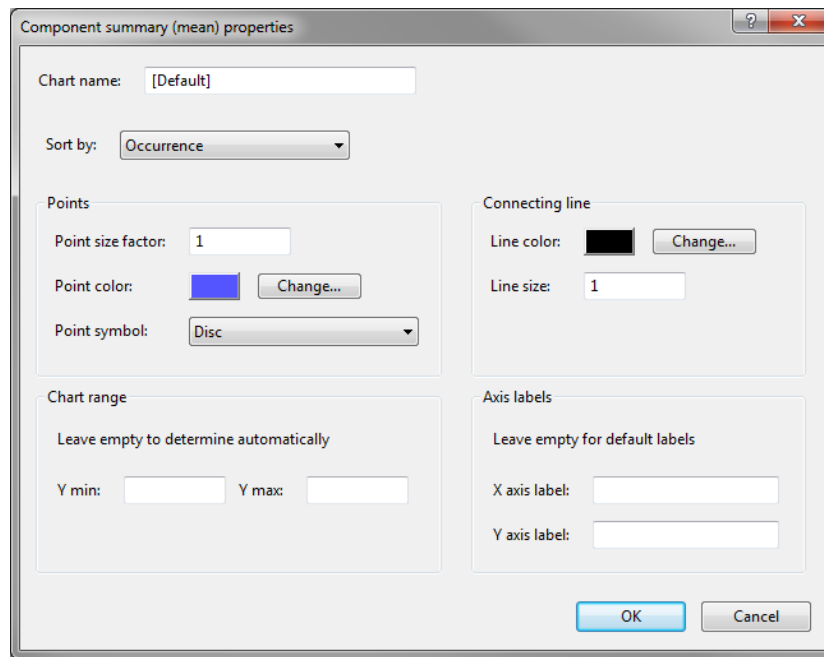 Component summary (mean) properties
?
Chart name: [Default]
Sort by: Occurrence
Points
Point size factor: 1
Point color: Change...
Point symbol: Disc
Connecting line
Line color: Change...
Line size: 1
Chart range
Leave empty to determine automatically
Y min: Y max:
Axis labels
Leave empty for default labels
X axis label:
Y axis label:
OK Cancel